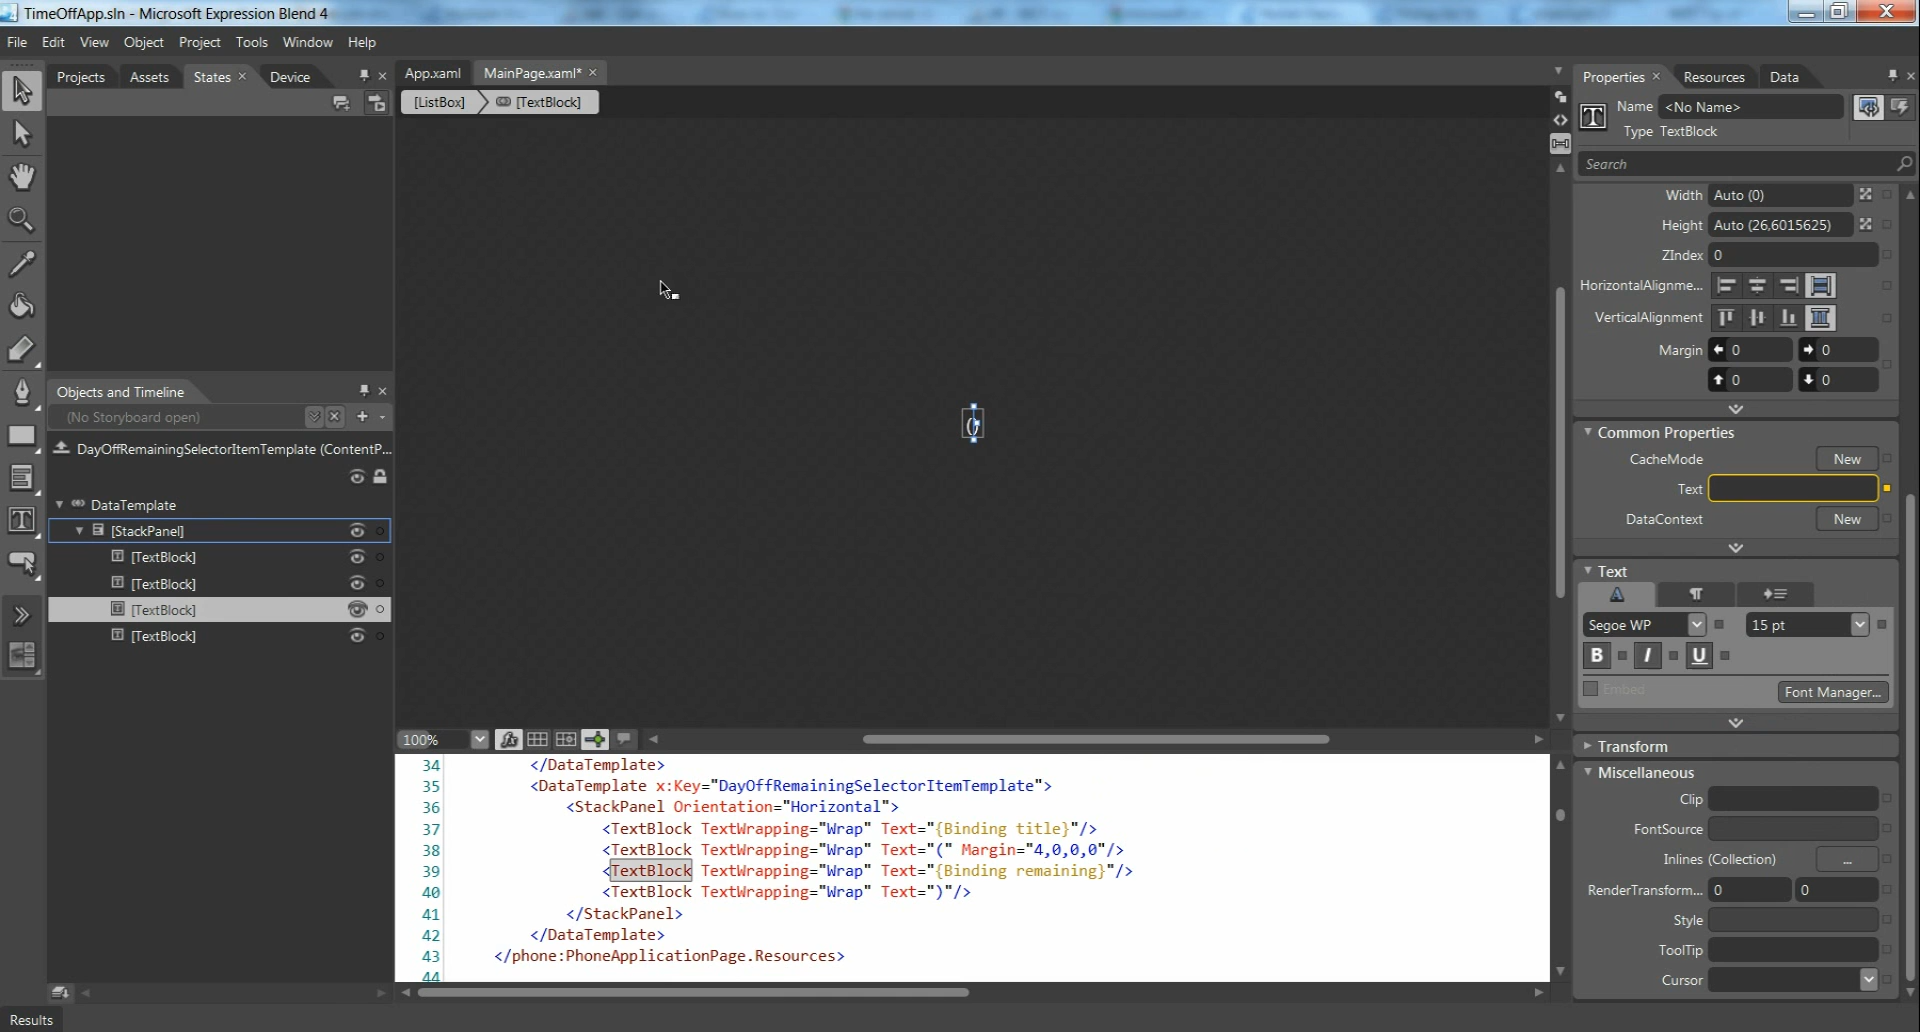 TimeOffApp.sln - Microsoft Expression Blend 4
File Edit View Object Project Tools Window Help
Projects Assets States Device
App.xaml MainPage.xaml*
Properties Resources Data
[ListBox] [TextBlock]
Name <No Name>
Type TextBlock
Search
Width Auto (0)
Height Auto (26,6015625)
ZIndex 0
HorizontalAlignme...
VerticalAlignment
Margin 0 0
0 0
Objects and Timeline
(No Storyboard open)
DayOffRemainingSelectorItemTemplate (ContentP...
DataTemplate
[StackPanel]
[TextBlock]
[TextBlock]
[TextBlock]
[TextBlock]
()
Common Properties
CacheMode New
Text
DataContext New
Text
Segoe WP 15 pt
B I U
Embed Font Manager...
Transform
Miscellaneous
Clip
FontSource
Inlines (Collection) ...
RenderTransform... 0 0
Style
ToolTip
Cursor
100%
34 </DataTemplate>
35 <DataTemplate x:Key="DayOffRemainingSelectorItemTemplate">
36 <StackPanel Orientation="Horizontal">
37 <TextBlock TextWrapping="Wrap" Text="{Binding title}"/>
38 <TextBlock TextWrapping="Wrap" Text="(" Margin="4,0,0,0"/>
39 <TextBlock TextWrapping="Wrap" Text="{Binding remaining}"/>
40 <TextBlock TextWrapping="Wrap" Text=")"/>
41 </StackPanel>
42 </DataTemplate>
43 </phone:PhoneApplicationPage.Resources>
44
Results